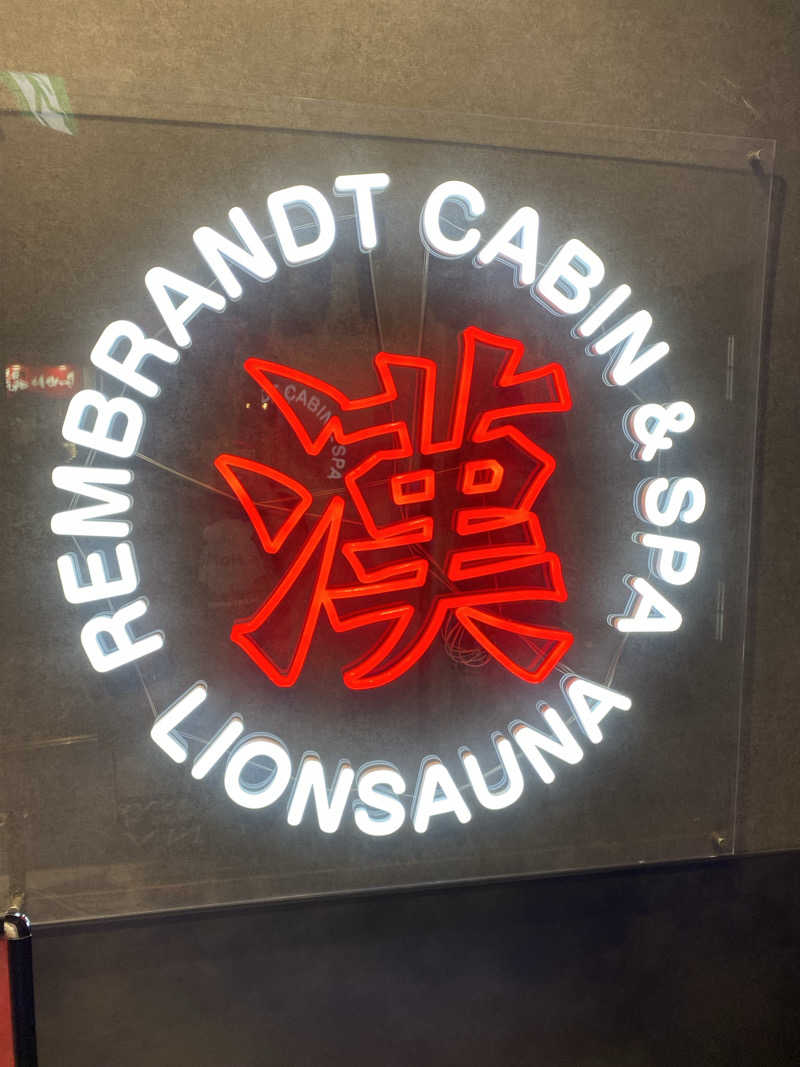 REMBRANDT CABIN & SPA
漢
LIONSAUNA